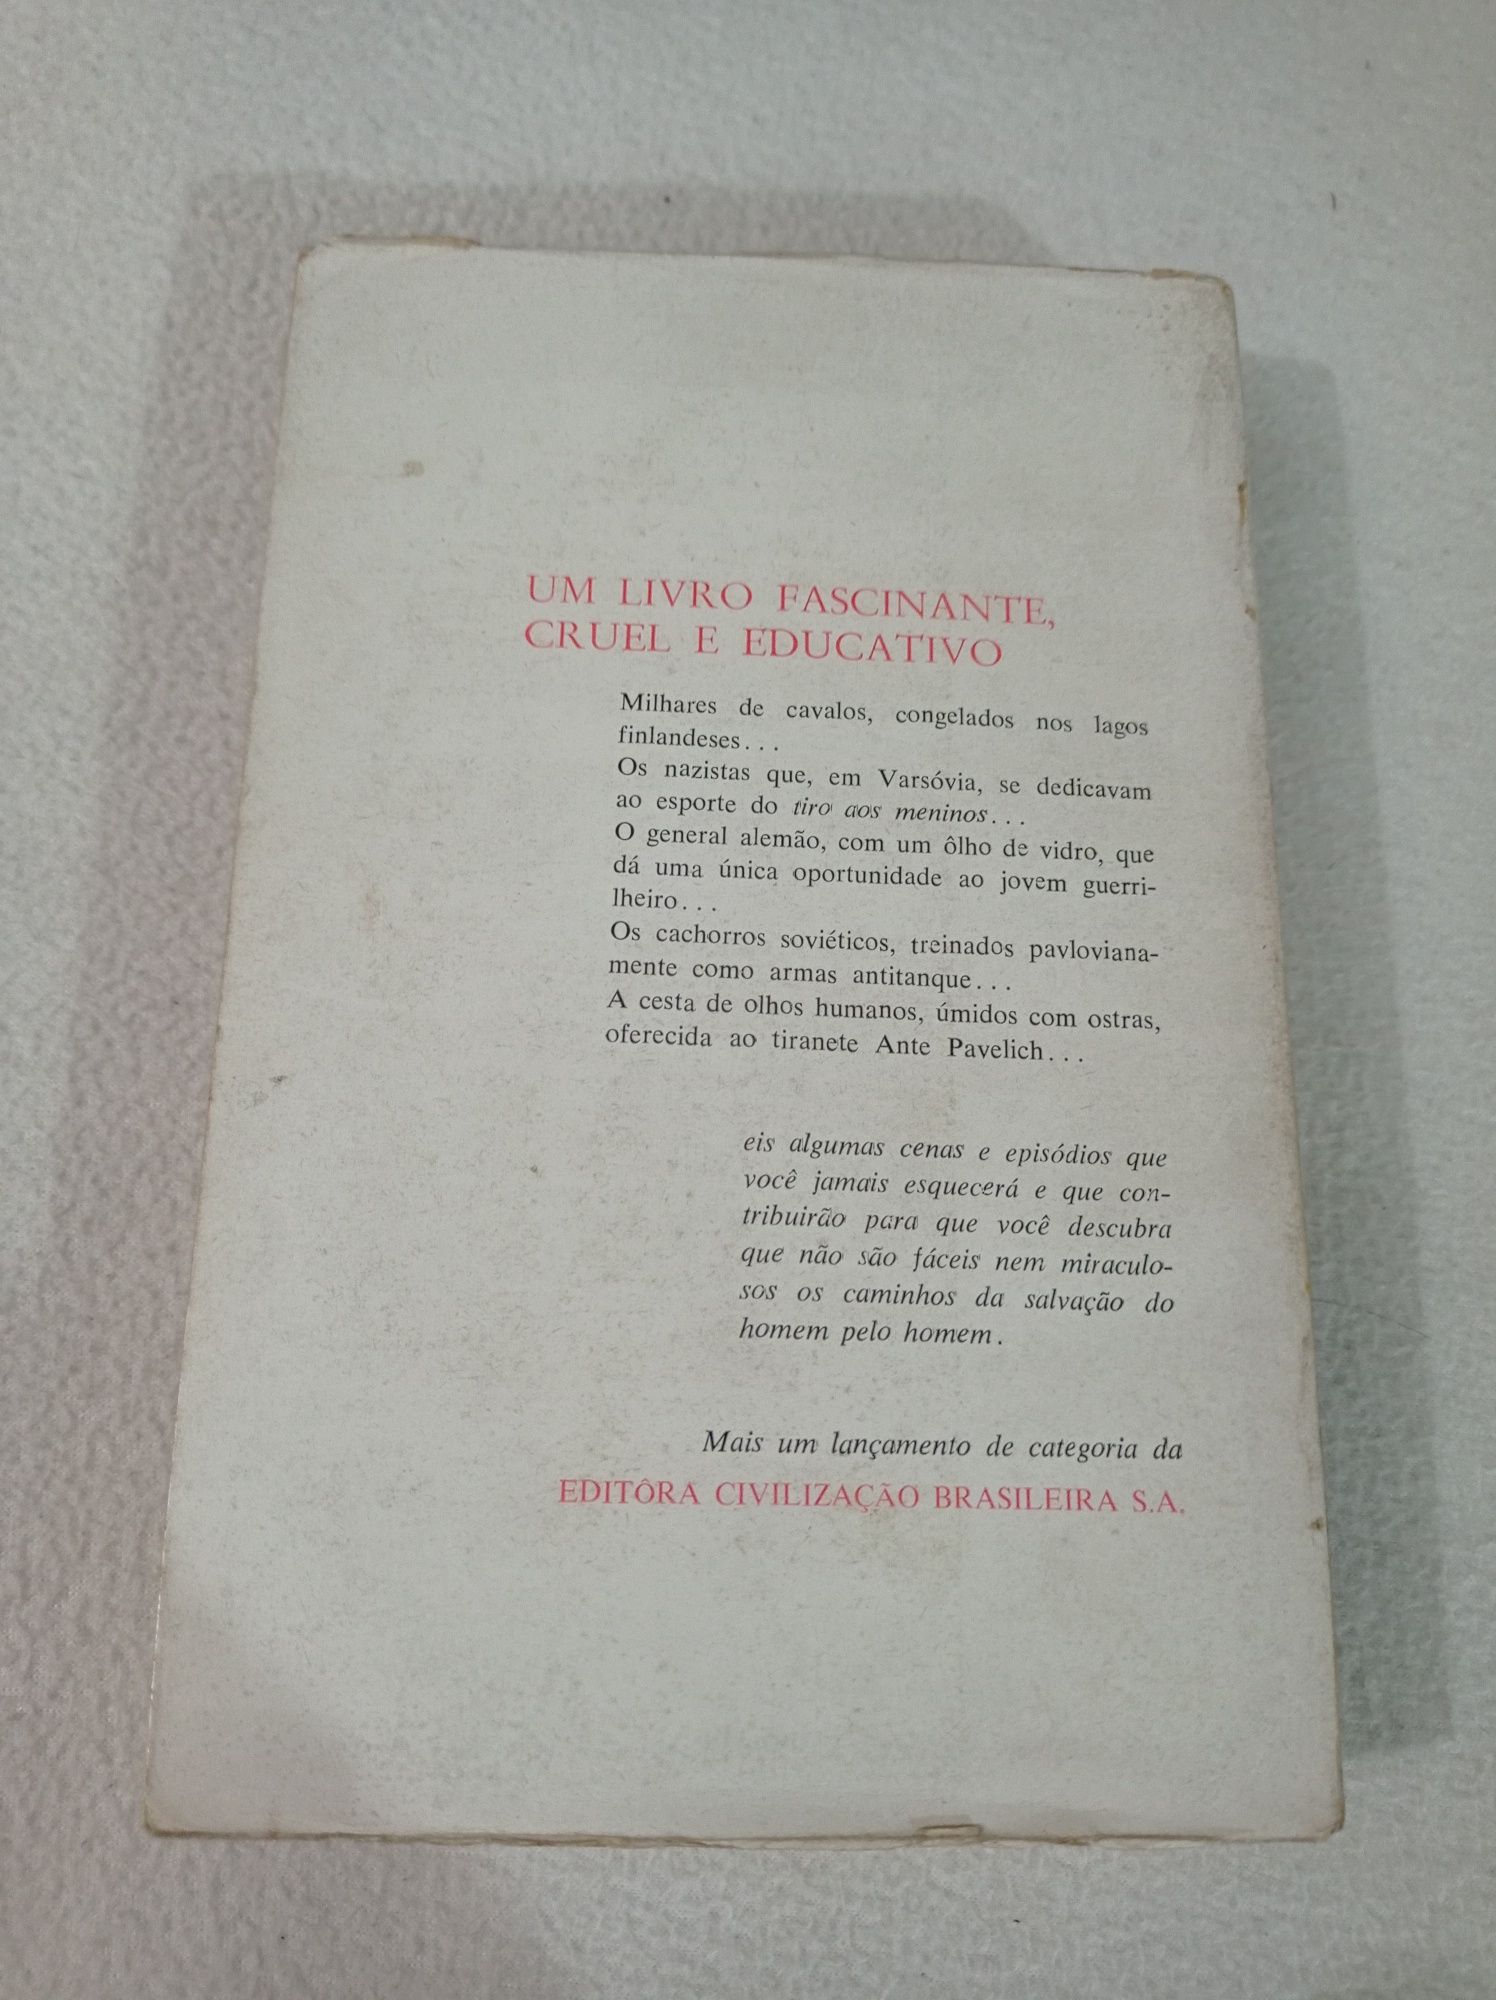 UM LIVRO FASCINANTE,
CRUEL E EDUCATIVO
Milhares de cavalos, congelados nos lagos
finlandeses...
Os nazistas que, em Varsóvia, se dedicavam
ao esporte do tiro aos meninos...
O general alemão, com um ôlho de vidro, que
dá uma única oportunidade ao jovem guerri-
lheiro...
Os cachorros soviéticos, treinados pavloviana-
mente como armas antitanque...
A cesta de olhos humanos, úmidos com ostras,
oferecida ao tiranete Ante Pavelich...
eis algumas cenas e episódios que
você jamais esquecerá e que con-
tribuirão para que você descubra
que não são fáceis nem miraculo-
sos os caminhos da salvação do
homem pelo homem.
Mais um lançamento de categoria da
EDITÔRA CIVILIZAÇÃO BRASILEIRA S.A.